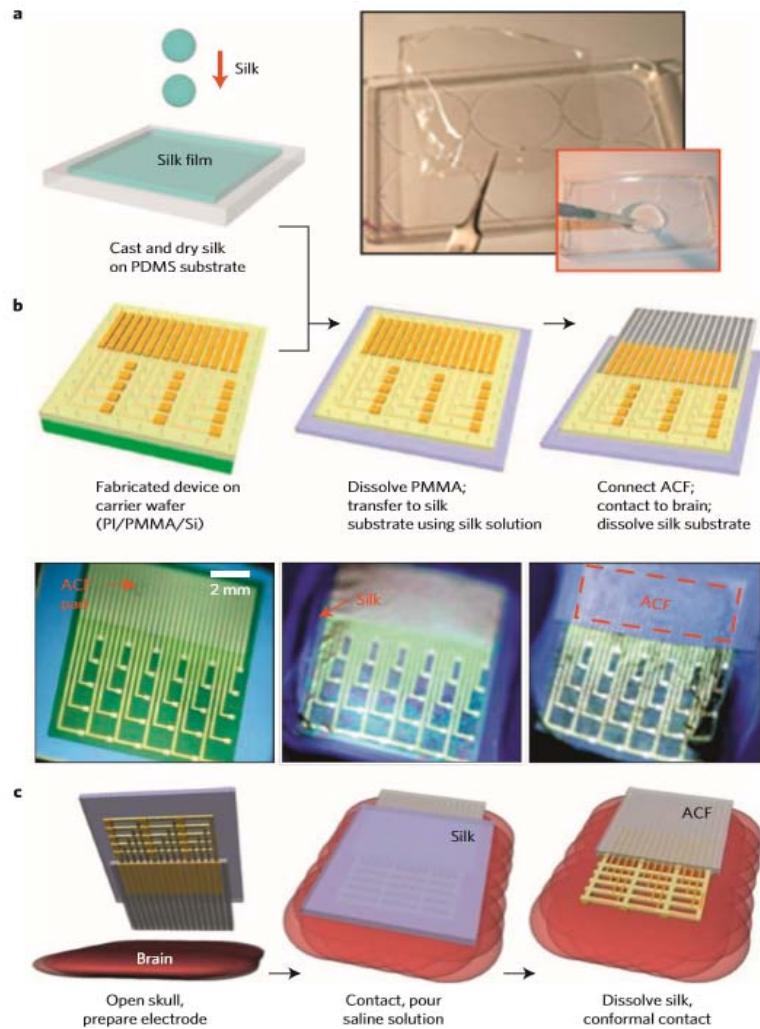 a
Silk
Silk film
Cast and dry silk
on PDMS substrate
b
Fabricated device on
carrier wafer
(PI/PMMA/Si)
Dissolve PMMA;
transfer to silk
substrate using silk solution
Connect ACF;
contact to brain;
dissolve silk substrate
ACF
pad
2 mm
Silk
ACF
c
Brain
Open skull,
prepare electrode
Silk
Contact, pour
saline solution
ACF
Dissolve silk,
conformal contact